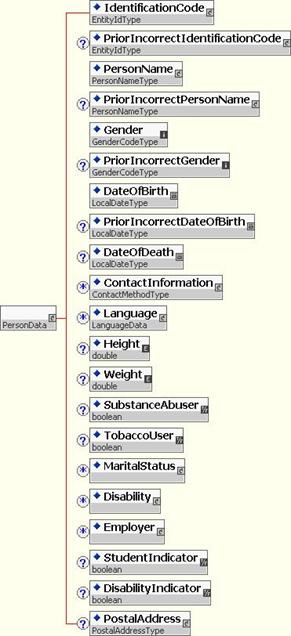 IdentificationCode
EntityIdType
? PriorIncorrectIdentificationCode
EntityIdType
PersonName
PersonNameType
? PriorIncorrectPersonName
PersonNameType
Gender
GenderCodeType
? PriorIncorrectGender
GenderCodeType
DateOfBirth
LocalDateType
? PriorIncorrectDateOfBirth
LocalDateType
? DateOfDeath
LocalDateType
* ContactInformation
ContactMethodType
PersonData
* Language
LanguageData
? Height
double
? Weight
double
? SubstanceAbuser
boolean
? TobaccoUser
boolean
* MaritalStatus
* Disability
* Employer
? StudentIndicator
boolean
? DisabilityIndicator
boolean
? PostalAddress
PostalAddressType